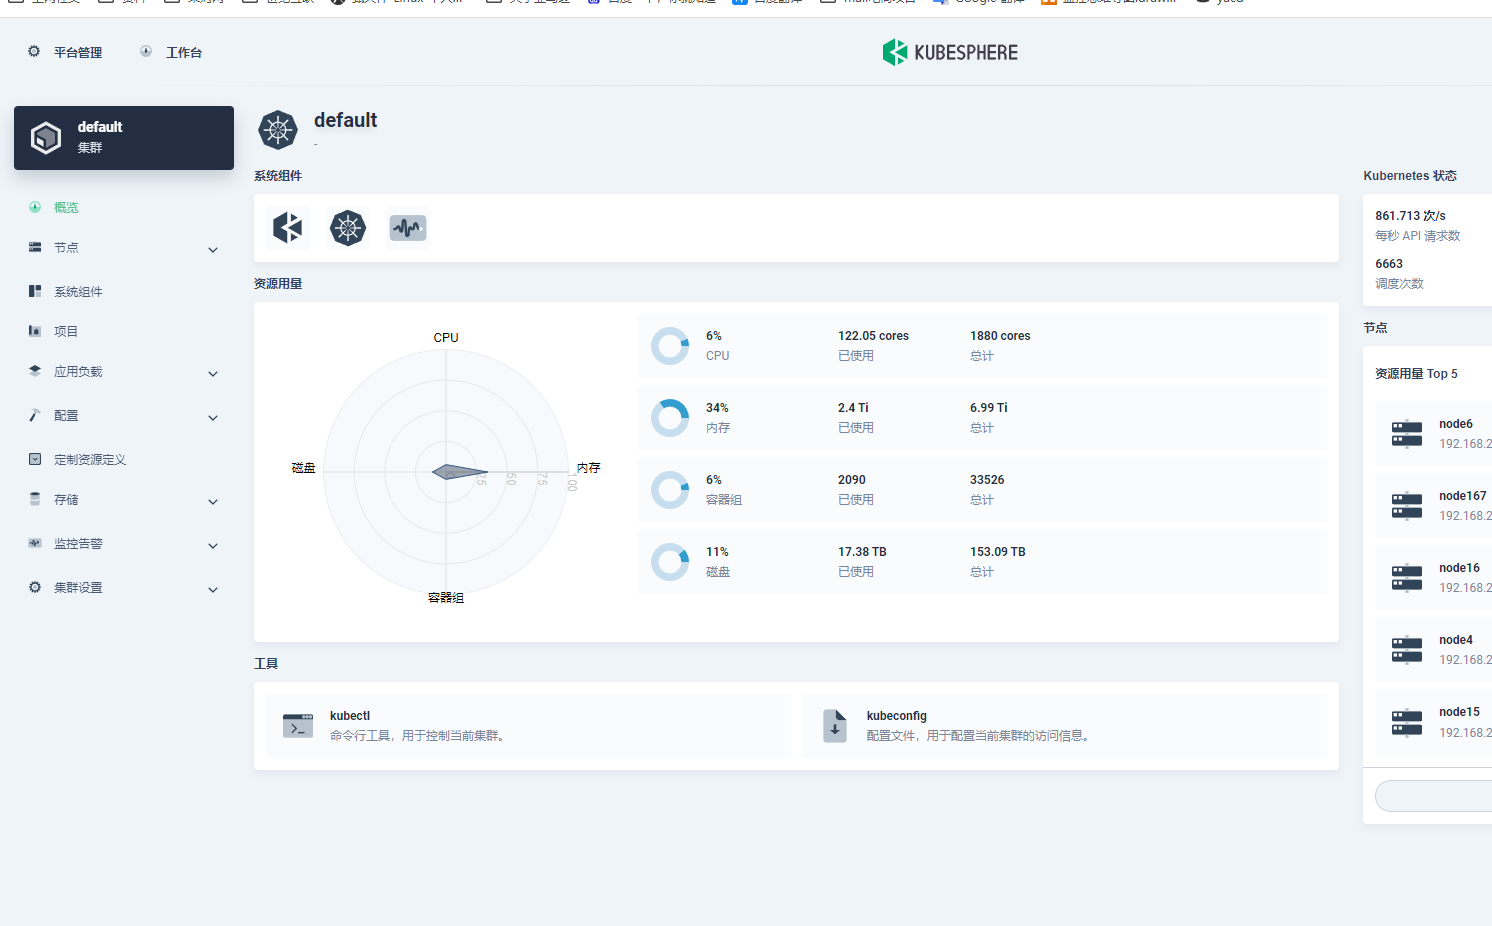 平台管理
工作台
KUBESPHERE
default
集群
概览
节点
系统组件
项目
应用负载
配置
定制资源定义
存储
监控告警
集群设置
default
-
系统组件
资源用量
CPU
内存
容器组
磁盘
25
50
75
100
6%
CPU
122.05 cores
已使用
1880 cores
总计
34%
内存
2.4 Ti
已使用
6.99 Ti
总计
6%
容器组
2090
已使用
33526
总计
11%
磁盘
17.38 TB
已使用
153.09 TB
总计
工具
kubectl
命令行工具，用于控制当前集群。
kubeconfig
配置文件，用于配置当前集群的访问信息。
Kubernetes 状态
861.713 次/s
每秒 API 请求数
6663
调度次数
节点
资源用量 Top 5
node6
192.168.2
node167
192.168.2
node16
192.168.2
node4
192.168.2
node15
192.168.2